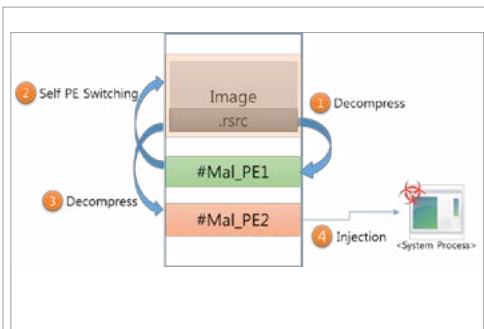 2 Self PE Switching
Image
1 Decompress
.rsrc
#Mal_PE1
3 Decompress
#Mal_PE2
4 Injection
<System Process>